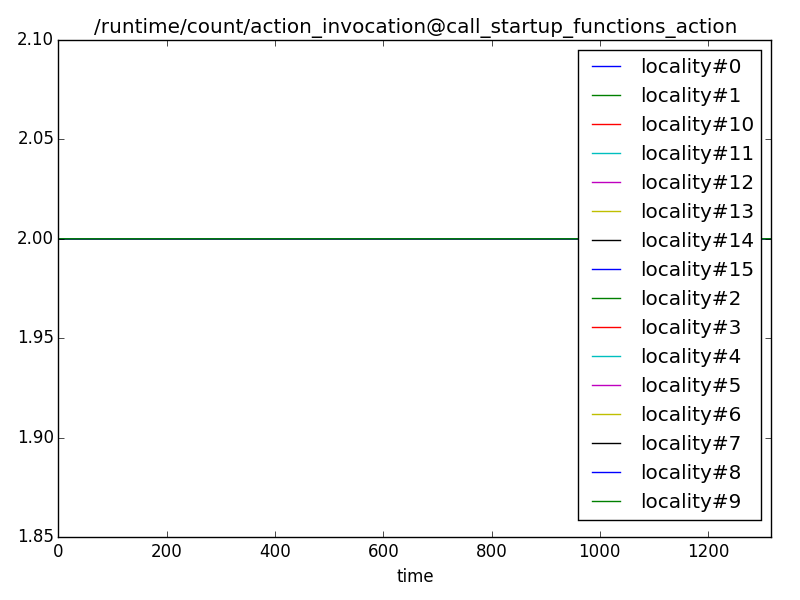 /runtime/count/action_invocation@call_startup_functions_action
2.10
2.05
2.00
1.95
1.90
1.85
locality#0
locality#1
locality#10
locality#11
locality#12
locality#13
locality#14
locality#15
locality#2
locality#3
locality#4
locality#5
locality#6
locality#7
locality#8
locality#9
0 200 400 600 800 1000 1200
time